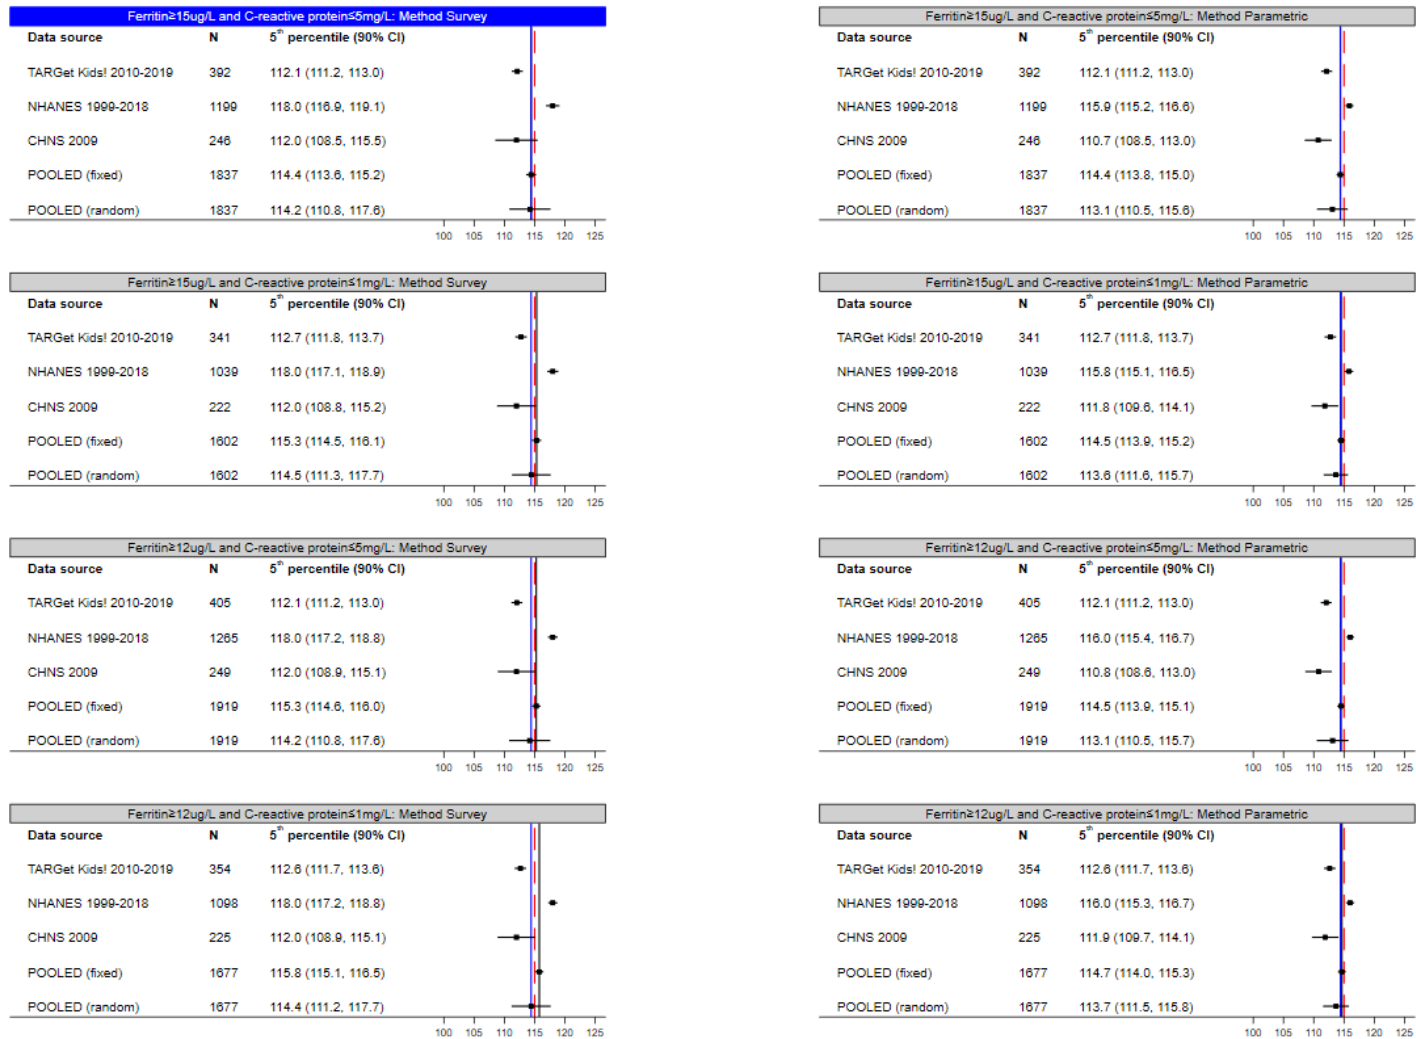 Ferritin≥15ug/L and C-reactive protein≤5mg/L: Method Survey
Data source N 5th percentile (90% CI)
TARGet Kids! 2010-2019 392 112.1 (111.2, 113.0)
NHANES 1999-2018 1199 118.0 (116.9, 119.1)
CHNS 2009 246 112.0 (108.5, 115.5)
POOLED (fixed) 1837 114.4 (113.6, 115.2)
POOLED (random) 1837 114.2 (110.8, 117.6)
100 105 110 115 120 125
Ferritin≥15ug/L and C-reactive protein≤5mg/L: Method Parametric
Data source N 5th percentile (90% CI)
TARGet Kids! 2010-2019 392 112.1 (111.2, 113.0)
NHANES 1999-2018 1199 115.9 (115.2, 116.6)
CHNS 2009 246 110.7 (108.5, 113.0)
POOLED (fixed) 1837 114.4 (113.8, 115.0)
POOLED (random) 1837 113.1 (110.5, 115.6)
100 105 110 115 120 125
Ferritin≥15ug/L and C-reactive protein≤1mg/L: Method Survey
Data source N 5th percentile (90% CI)
TARGet Kids! 2010-2019 341 112.7 (111.8, 113.7)
NHANES 1999-2018 1039 118.0 (117.1, 118.9)
CHNS 2009 222 112.0 (108.8, 115.2)
POOLED (fixed) 1602 115.3 (114.5, 116.1)
POOLED (random) 1602 114.5 (111.3, 117.7)
100 105 110 115 120 125
Ferritin≥15ug/L and C-reactive protein≤1mg/L: Method Parametric
Data source N 5th percentile (90% CI)
TARGet Kids! 2010-2019 341 112.7 (111.8, 113.7)
NHANES 1999-2018 1039 115.8 (115.1, 116.5)
CHNS 2009 222 111.8 (109.6, 114.1)
POOLED (fixed) 1602 114.5 (113.9, 115.2)
POOLED (random) 1602 113.6 (111.6, 115.7)
100 105 110 115 120 125
Ferritin≥12ug/L and C-reactive protein≤5mg/L: Method Survey
Data source N 5th percentile (90% CI)
TARGet Kids! 2010-2019 405 112.1 (111.2, 113.0)
NHANES 1999-2018 1265 118.0 (117.2, 118.8)
CHNS 2009 249 112.0 (108.9, 115.1)
POOLED (fixed) 1919 115.3 (114.6, 116.0)
POOLED (random) 1919 114.2 (110.8, 117.6)
100 105 110 115 120 125
Ferritin≥12ug/L and C-reactive protein≤5mg/L: Method Parametric
Data source N 5th percentile (90% CI)
TARGet Kids! 2010-2019 405 112.1 (111.2, 113.0)
NHANES 1999-2018 1265 116.0 (115.4, 116.7)
CHNS 2009 249 110.8 (108.6, 113.0)
POOLED (fixed) 1919 114.5 (113.9, 115.1)
POOLED (random) 1919 113.1 (110.5, 115.7)
100 105 110 115 120 125
Ferritin≥12ug/L and C-reactive protein≤1mg/L: Method Survey
Data source N 5th percentile (90% CI)
TARGet Kids! 2010-2019 354 112.6 (111.7, 113.6)
NHANES 1999-2018 1098 118.0 (117.2, 118.8)
CHNS 2009 225 112.0 (108.9, 115.1)
POOLED (fixed) 1677 115.8 (115.1, 116.5)
POOLED (random) 1677 114.4 (111.2, 117.7)
100 105 110 115 120 125
Ferritin≥12ug/L and C-reactive protein≤1mg/L: Method Parametric
Data source N 5th percentile (90% CI)
TARGet Kids! 2010-2019 354 112.6 (111.7, 113.6)
NHANES 1999-2018 1098 116.0 (115.3, 116.7)
CHNS 2009 225 111.9 (109.7, 114.1)
POOLED (fixed) 1677 114.7 (114.0, 115.3)
POOLED (random) 1677 113.7 (111.5, 115.8)
100 105 110 115 120 125